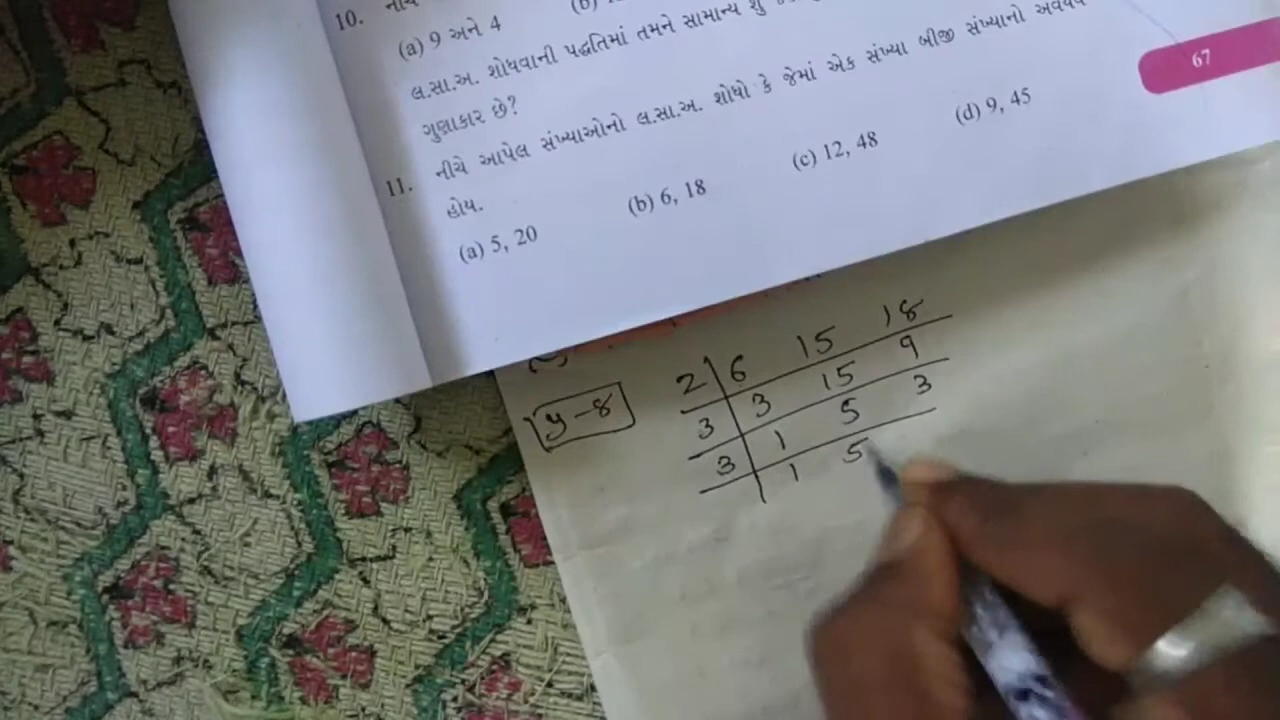 10.
(a) 9 અને 4
લ.સા.અ. શોધવાની પદ્ધતિમાં તમને સામાન્ય શું
ગુણાકાર છે?
11. નીચે આપેલ સંખ્યાઓનો લ.સા.અ. શોધો કે જેમાં એક સંખ્યા બીજી સંખ્યાનો અવયવ
હોય.
(a) 5, 20 (b) 6, 18 (c) 12, 48 (d) 9, 45
67
પ્ર-8
2 6 15 18
3 3 15 9
3 1 5 3
1 5